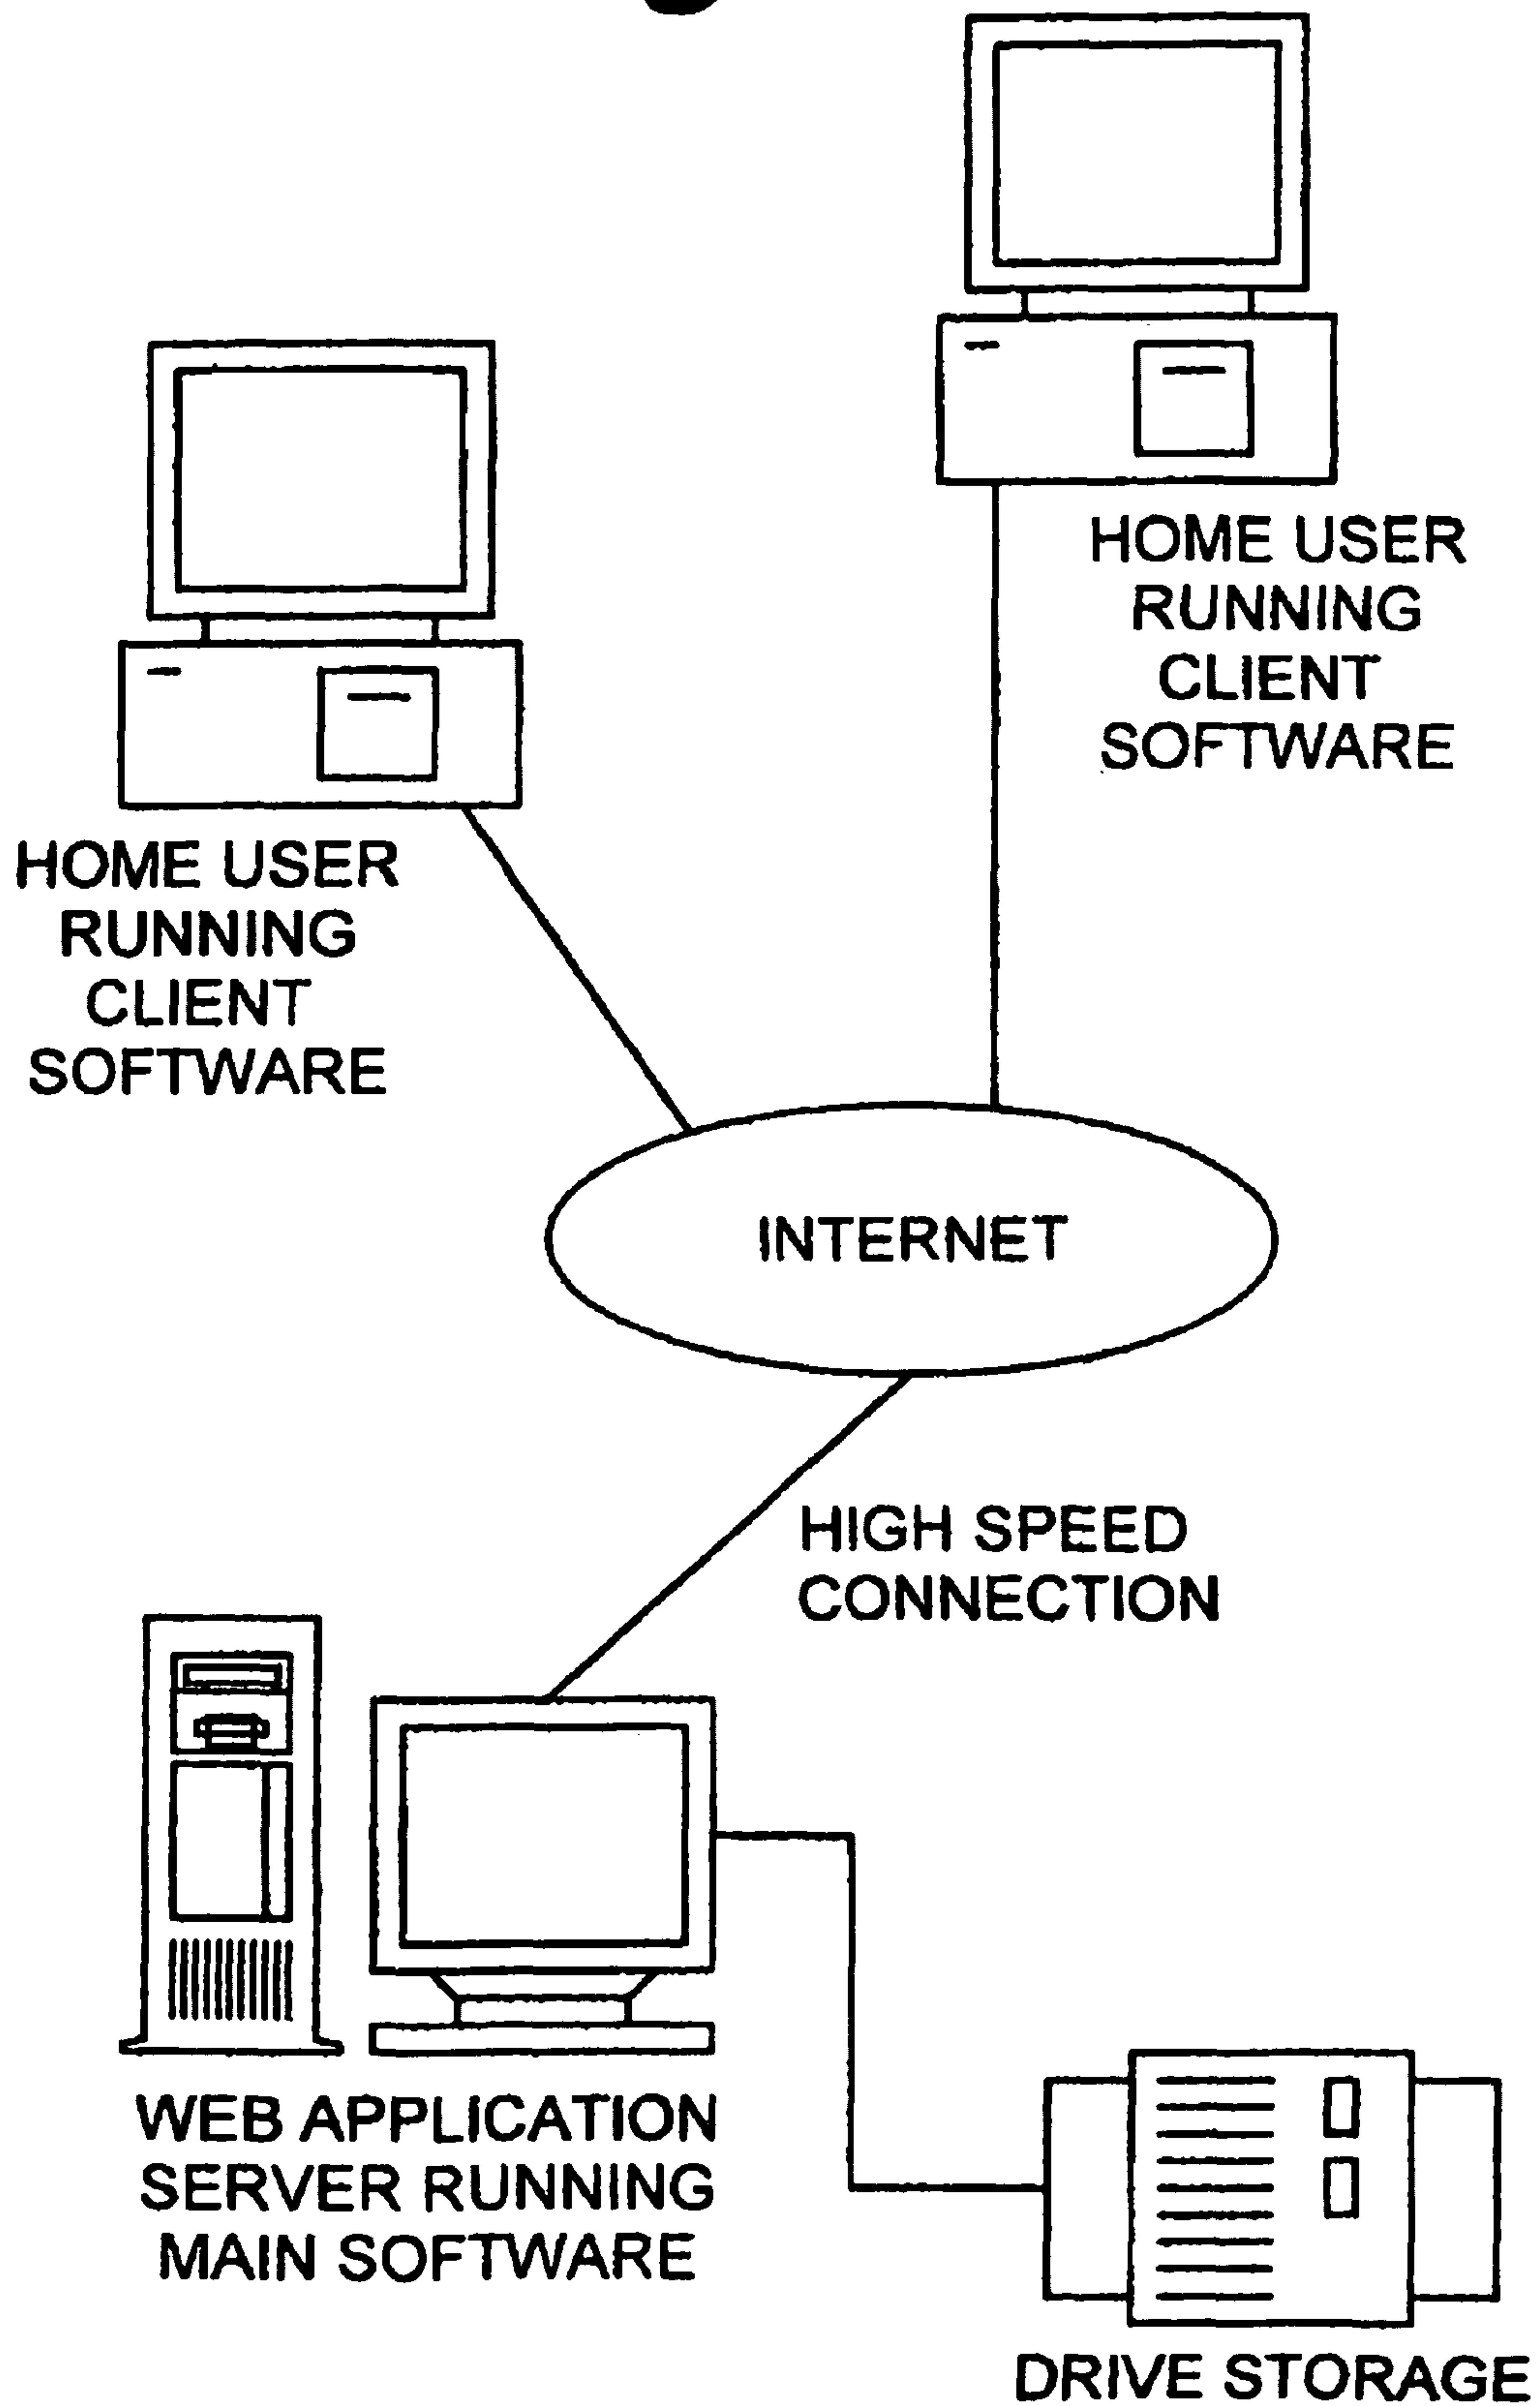 HOME USER
RUNNING
CLIENT
SOFTWARE
HOME USER
RUNNING
CLIENT
SOFTWARE
INTERNET
HIGH SPEED
CONNECTION
WEB APPLICATION
SERVER RUNNING
MAIN SOFTWARE
DRIVE STORAGE